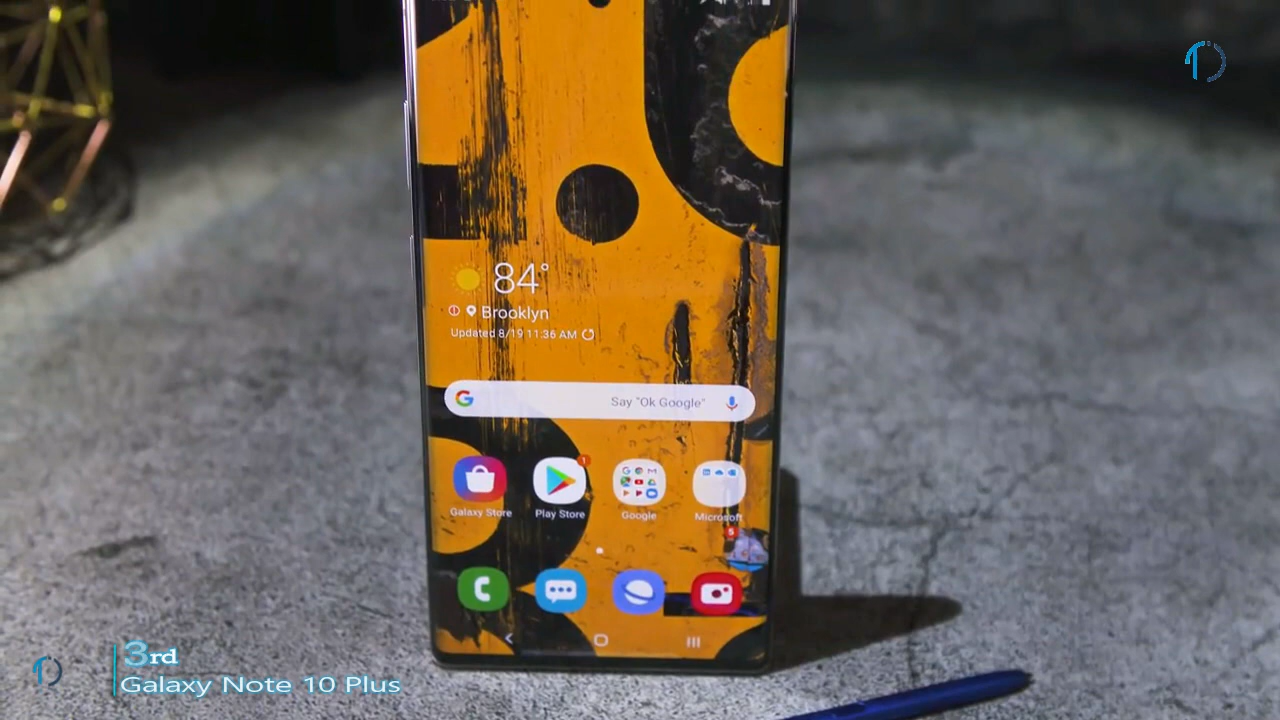 84°
Brooklyn
Updated 8/19 11:36 AM
G Say "Ok Google"
1
Galaxy Store Play Store Google Microsoft
5
3rd
Galaxy Note 10 Plus